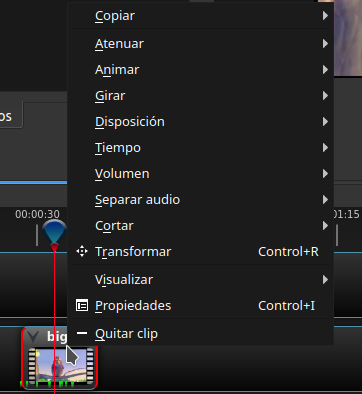 Copiar
Atenuar
Animar
Girar
os
Disposición
Tiempo
Volumen
Separar audio
00:00:30
01:15
Cortar
Transformar Control+R
Visualizar
Propiedades Control+I
Quitar clip
big